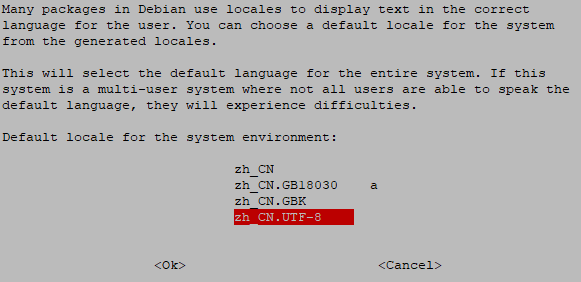 Many packages in Debian use locales to display text in the correct
language for the user. You can choose a default locale for the system
from the generated locales.
This will select the default language for the entire system. If this
system is a multi-user system where not all users are able to speak the
default language, they will experience difficulties.
Default locale for the system environment:
zh_CN
zh_CN.GB18030 a
zh_CN.GBK
zh_CN.UTF-8
<Ok> <Cancel>